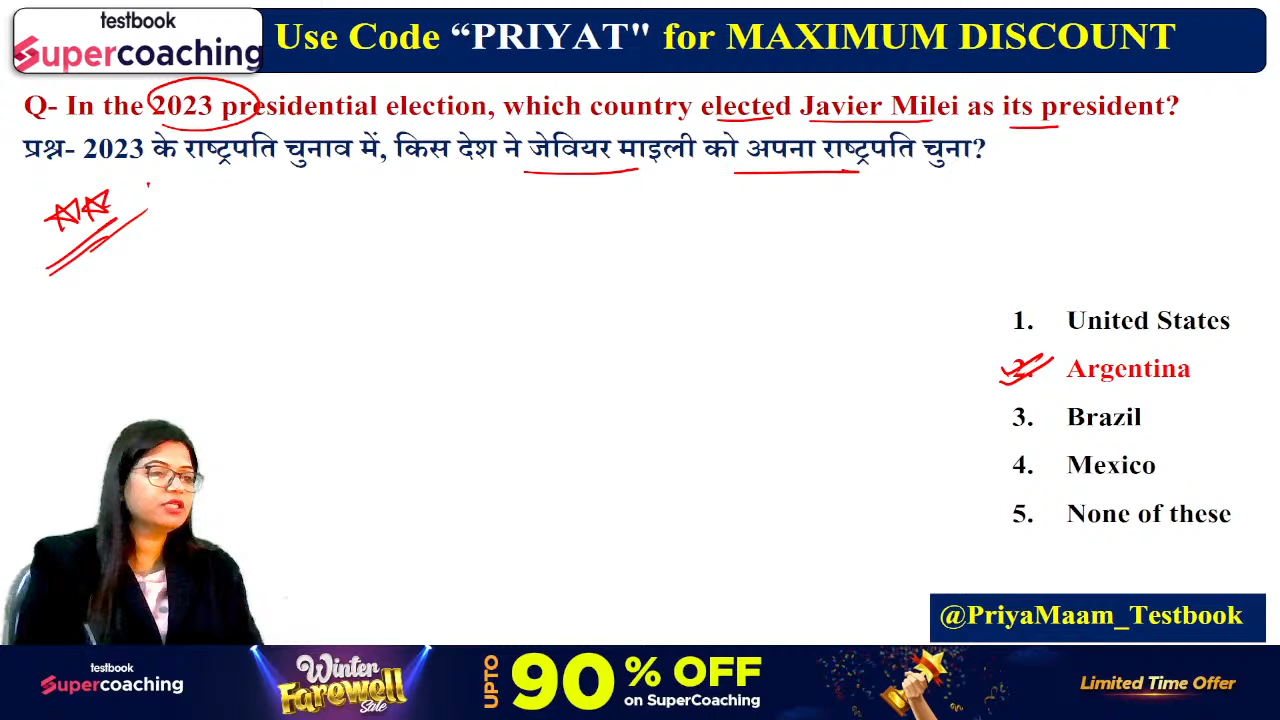 testbook
Supercoaching
Use Code “PRIYAT" for MAXIMUM DISCOUNT
Q- In the 2023 presidential election, which country elected Javier Milei as its president?
प्रश्न- 2023 के राष्ट्रपति चुनाव में, किस देश ने जेवियर माइली को अपना राष्ट्रपति चुना?
1. United States
2. Argentina
3. Brazil
4. Mexico
5. None of these
@PriyaMaam_Testbook
testbook
Supercoaching
Winter
Farewell
Sale
UPTO
90% OFF
on SuperCoaching
Limited Time Offer